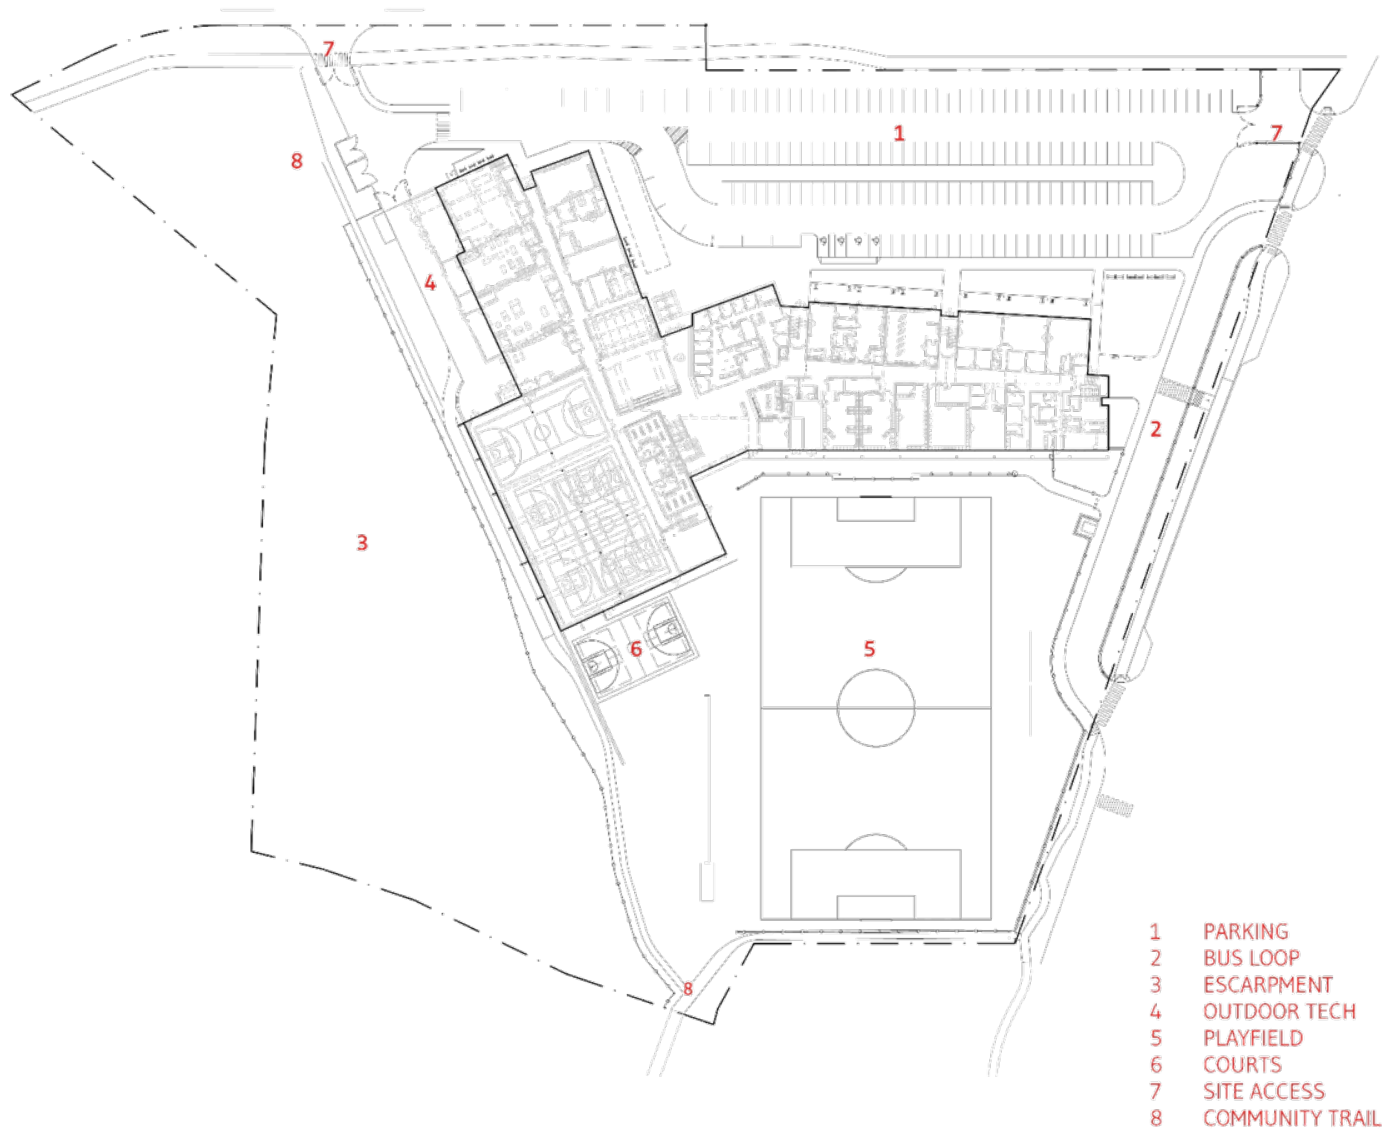 7
1
7
8
4
2
3
5
6
8
1 PARKING
2 BUS LOOP
3 ESCARPMENT
4 OUTDOOR TECH
5 PLAYFIELD
6 COURTS
7 SITE ACCESS
8 COMMUNITY TRAIL